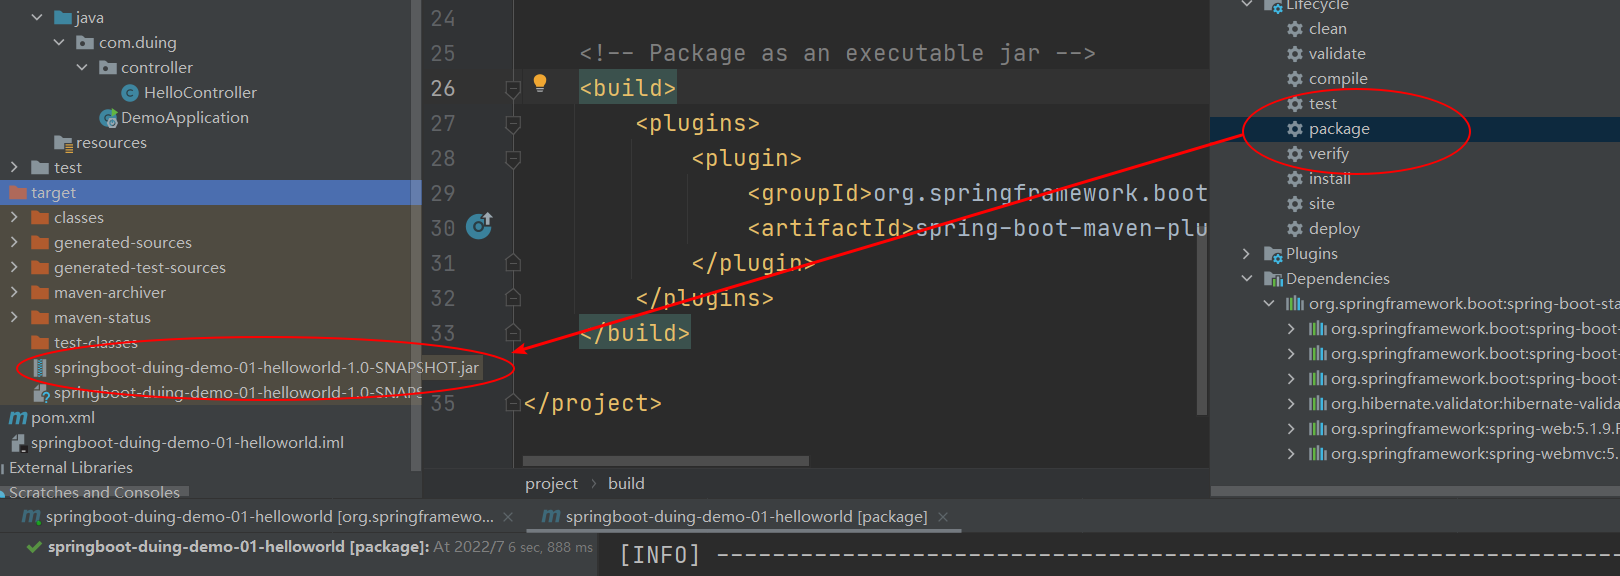 java
com.duing
controller
HelloController
DemoApplication
resources
test
target
classes
generated-sources
generated-test-sources
maven-archiver
maven-status
test-classes
springboot-duing-demo-01-helloworld-1.0-SNAPSHOT.jar
springboot-duing-demo-01-helloworld-1.0-SNAPS
pom.xml
springboot-duing-demo-01-helloworld.iml
External Libraries
Scratches and Consoles
24
25 <!-- Package as an executable jar -->
26 <build>
27 <plugins>
28 <plugin>
29 <groupId>org.springframework.boot
30 <artifactId>spring-boot-maven-plu
31 </plugin>
32 </plugins>
33 </build>
35 </project>
project > build
Lifecycle
clean
validate
compile
test
package
verify
install
site
deploy
Plugins
Dependencies
org.springframework.boot:spring-boot-sta
org.springframework.boot:spring-boot-
org.springframework.boot:spring-boot-
org.springframework.boot:spring-boot-
org.hibernate.validator:hibernate-valida
org.springframework:spring-web:5.1.9.R
org.springframework:spring-webmvc:5.
springboot-duing-demo-01-helloworld [org.springframewo... × springboot-duing-demo-01-helloworld [package] ×
springboot-duing-demo-01-helloworld [package]: At 2022/7 6 sec, 888 ms
[INFO] ------------------------------------------------------------------------